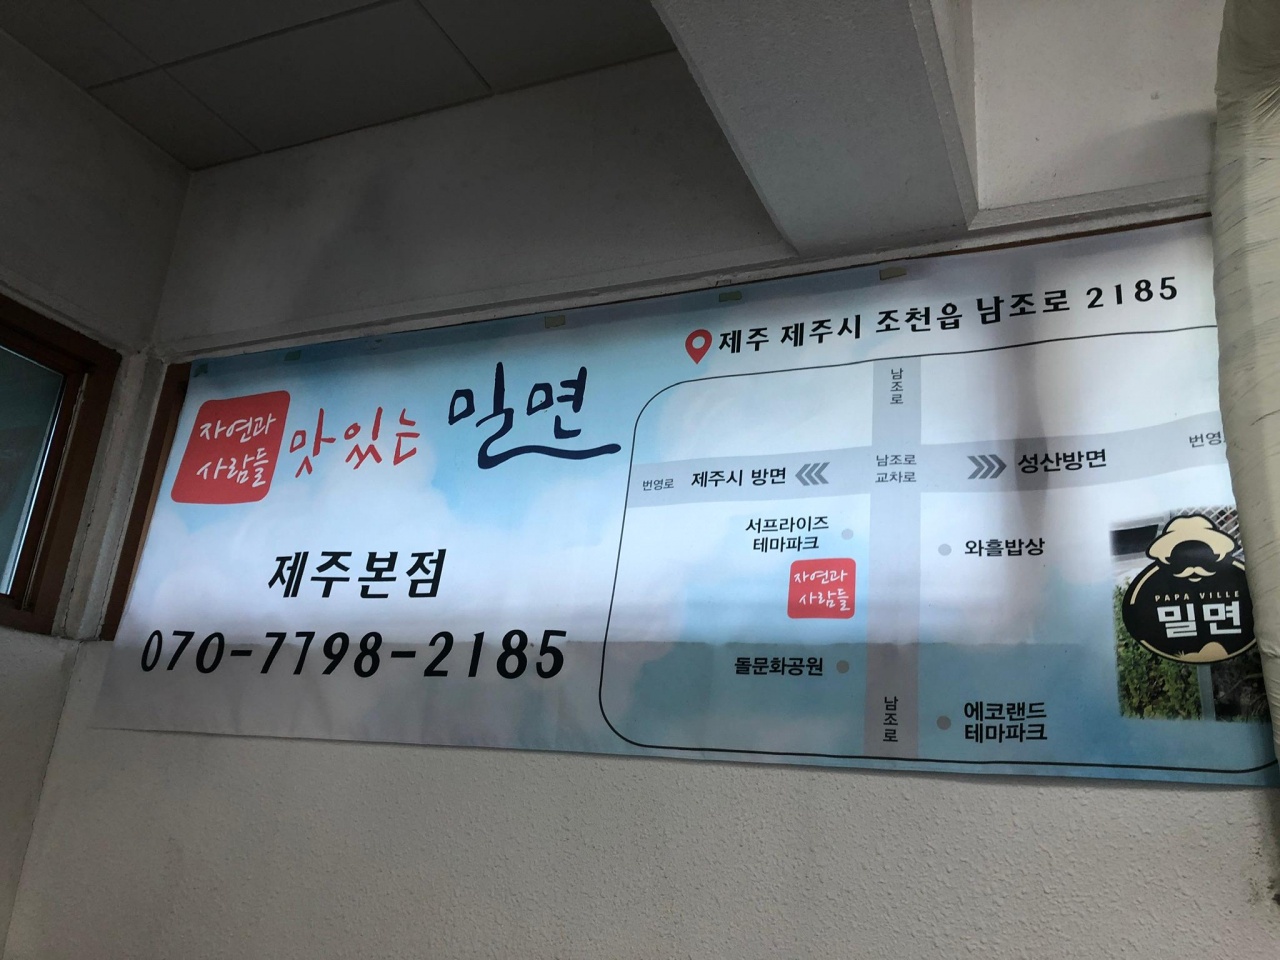 자연과
사람들
맛있는 밀면
제주본점
070-7798-2185
제주 제주시 조천읍 남조로 2185
남조로
번영로
제주시 방면
남조로
교차로
성산방면
번영
서프라이즈
테마파크
와흘밥상
자연과
사람들
PAPA VILLE
밀면
돌문화공원
남조로
에코랜드
테마파크